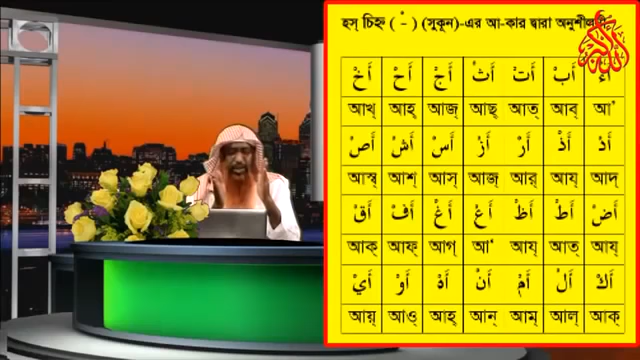 হস্ চিহ্ন ( ْ ) (সুকূন)-এর আ-কার দ্বারা অনুশীলনী
أَءْ أَبْ أَتْ أَثْ أَجْ أَحْ أَخْ
আখ্ আহ্ আজ্ আছ্ আত্ আব্ আ’
أَدْ أَذْ أَرْ أَزْ أَسْ أَشْ أَصْ
আস্ব্ আশ্ আস্ আজ্ আর্ আয্ আদ্
أَضْ أَطْ أَظْ أَعْ أَغْ أَفْ أَقْ
আক্ আফ্ আগ্ আ‘ আয্ আত্ আয্
أَكْ أَلْ أَمْ أَنْ أَهْ أَوْ أَيْ
আয়্ আও্ আহ্ আন্ আম্ আল্ আক্